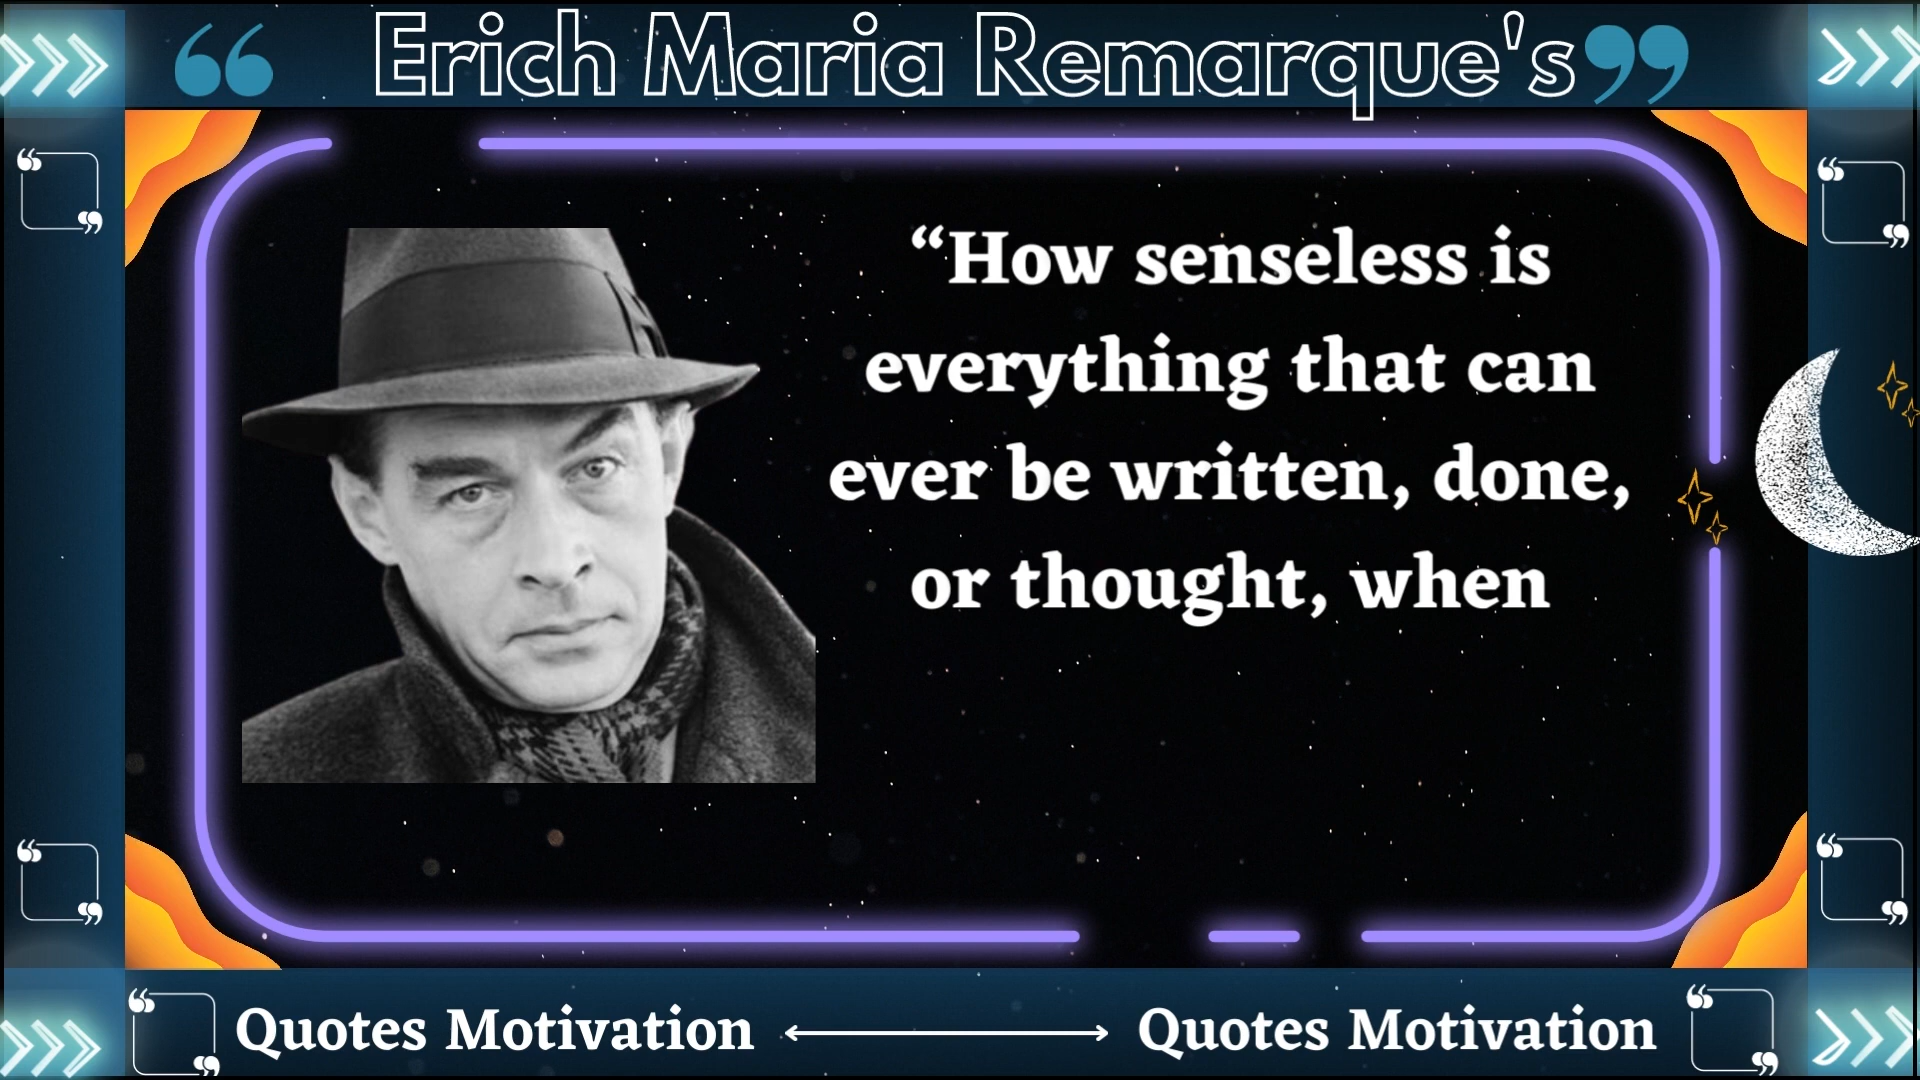 Erich Maria Remarque's
“How senseless is
everything that can
ever be written, done,
or thought, when
Quotes Motivation
Quotes Motivation